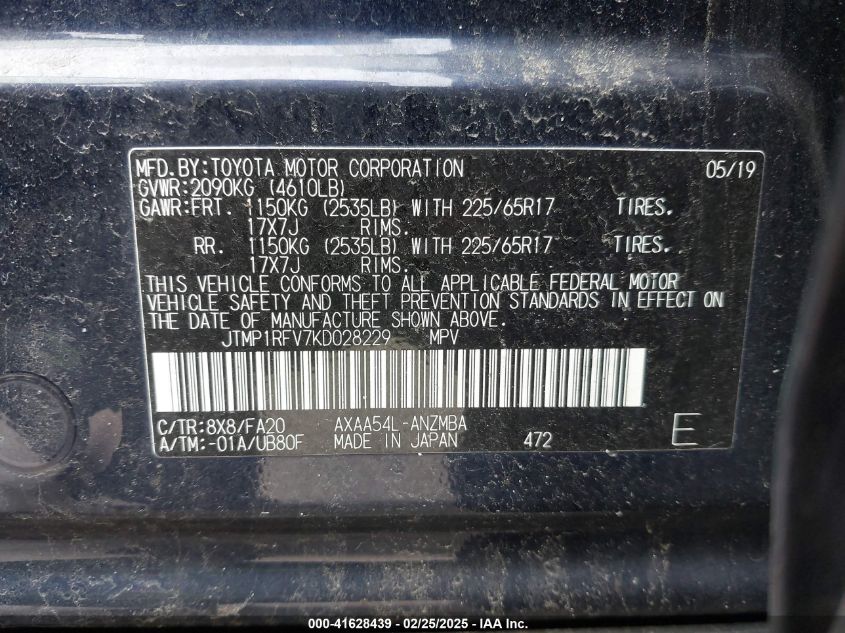 MFD.BY:TOYOTA MOTOR CORPORATION 05/19
GVWR:2090KG (4610LB)
GAWR:FRT. 1150KG (2535LB) WITH 225/65R17 TIRES.
17X7J RIMS.
RR. 1150KG (2535LB) WITH 225/65R17 TIRES.
17X7J RIMS.
THIS VEHICLE CONFORMS TO ALL APPLICABLE FEDERAL MOTOR
VEHICLE SAFETY AND THEFT PREVENTION STANDARDS IN EFFECT ON
THE DATE OF MANUFACTURE SHOWN ABOVE.
JTMP1RFV7KD028229 MPV
C/TR:8X8/FA20 AXAA54L-ANZMBA
A/TM:-01A/UB80F MADE IN JAPAN 472 E
000-41628439 - 02/25/2025 - IAA Inc.